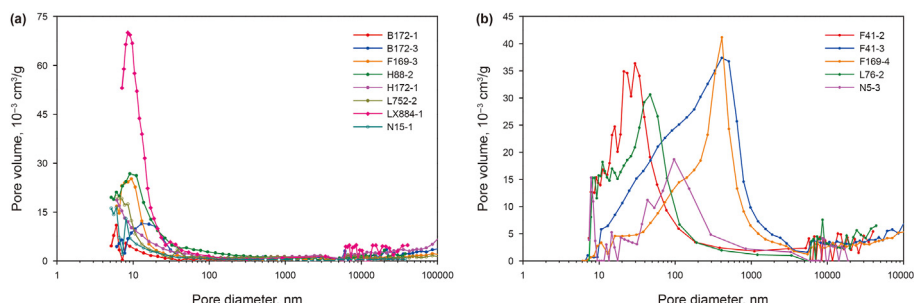 (a)
75
60
45
30
15
0
Pore volume, 10⁻³ cm³/g
1 10 100 1000 10000 100000
Pore diameter, nm
B172-1
B172-3
F169-3
H88-2
H172-1
L752-2
LX884-1
N15-1
(b)
45
40
35
30
25
20
15
10
5
0
Pore volume, 10⁻³ cm³/g
1 10 100 1000 10000 100000
Pore diameter, nm
F41-2
F41-3
F169-4
L76-2
N5-3